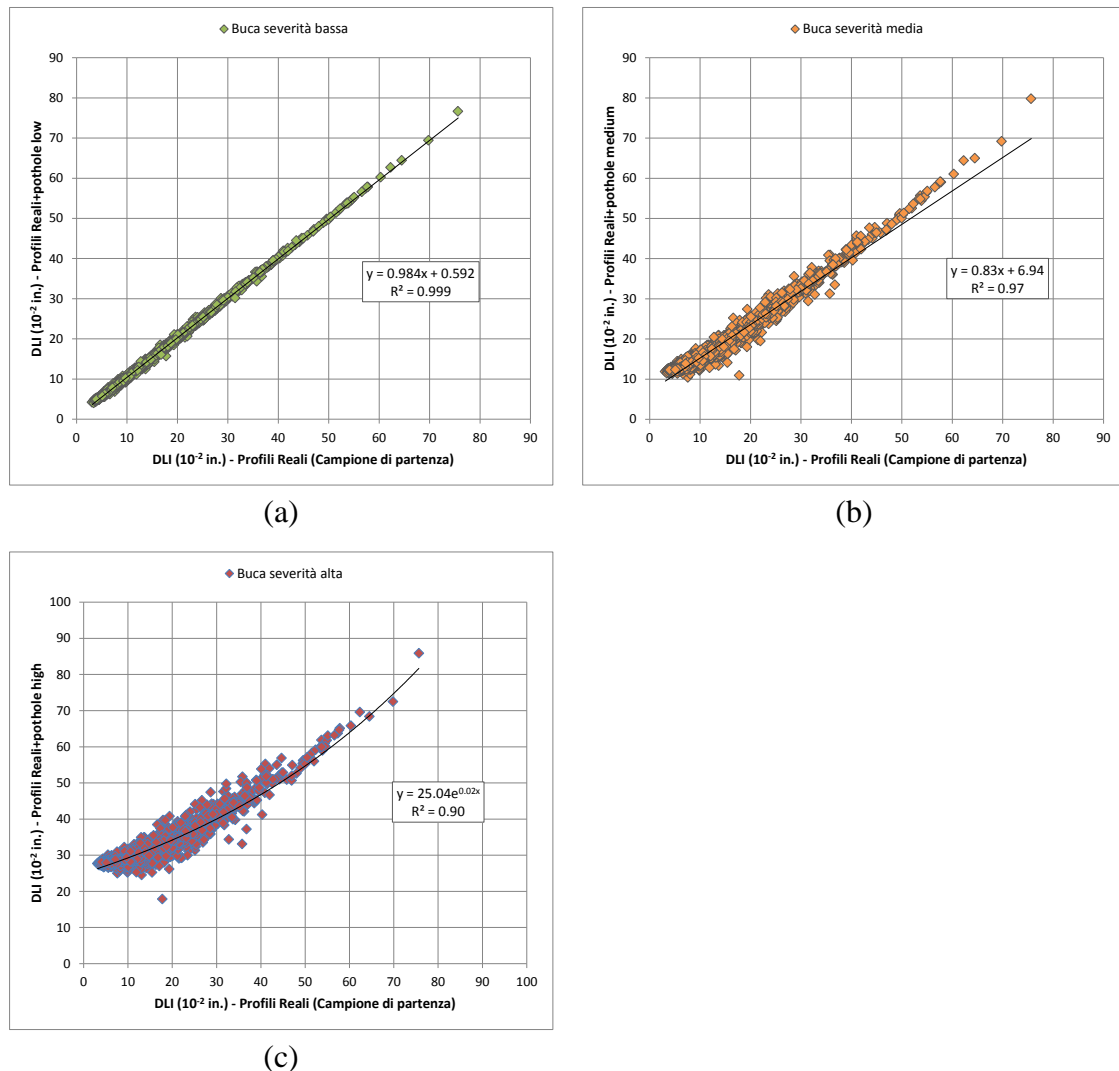 Buca severità bassa
90
80
70
60
50
40
30
20
10
0
DLI (10⁻² in.) - Profili Reali+pothole low
y = 0.984x + 0.592
R² = 0.999
0 10 20 30 40 50 60 70 80 90
DLI (10⁻² in.) - Profili Reali (Campione di partenza)
(a)
Buca severità media
90
80
70
60
50
40
30
20
10
0
DLI (10⁻² in.) - Profili Reali+pothole medium
y = 0.83x + 6.94
R² = 0.97
0 10 20 30 40 50 60 70 80 90
DLI (10⁻² in.) - Profili Reali (Campione di partenza)
(b)
Buca severità alta
100
90
80
70
60
50
40
30
20
10
0
DLI (10⁻² in.) - Profili Reali+pothole high
y = 25.04e⁰·⁰²ˣ
R² = 0.90
0 10 20 30 40 50 60 70 80 90 100
DLI (10⁻² in.) - Profili Reali (Campione di partenza)
(c)